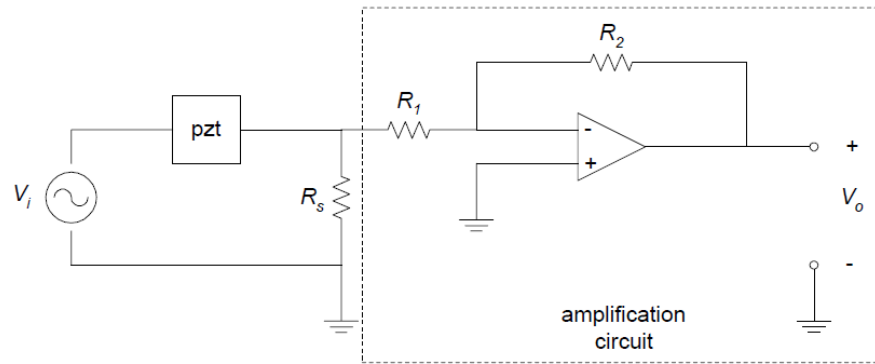 R2
R1
pzt
-
+
+
Vi
Rs
Vo
-
amplification
circuit